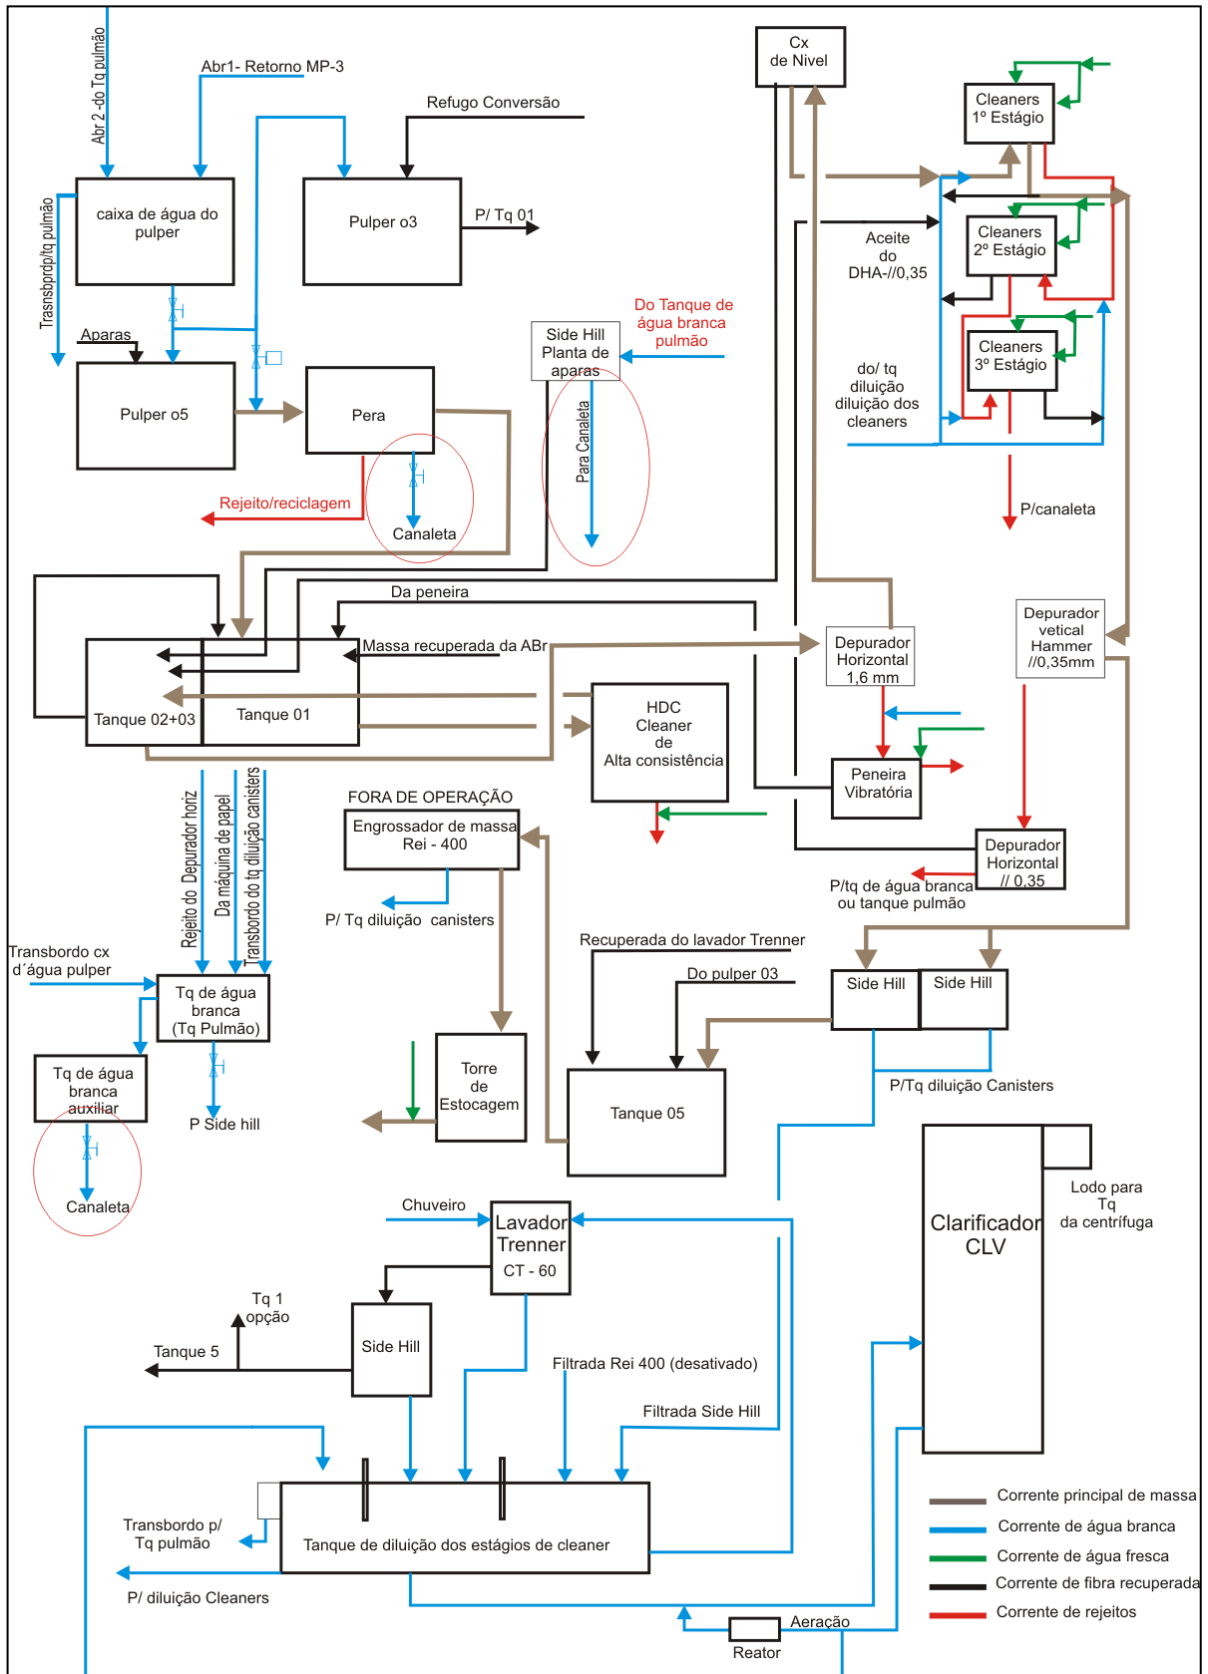 Abr 2 -do Tq pulmão
Abr1- Retorno MP-3
Refugo Conversão
Cx
de Nivel
Cleaners
1º Estágio
Trasnsbprdp/tq pulmão
caixa de água do
pulper
Pulper o3
P/ Tq 01
Aceite
do
DHA-//0,35
Cleaners
2º Estágio
Aparas
Side Hill
Planta de
aparas
Do Tanque de
água branca
pulmão
Cleaners
3º Estágio
Pulper o5
Pera
Para Canaleta
do/ tq
diluição
diluição dos
cleaners
Rejeito/reciclagem
Canaleta
P/canaleta
Da peneira
Massa recuperada da ABr
Depurador
Horizontal
1,6 mm
Depurador
vetical
Hammer
//0,35mm
Tanque 02+03
Tanque 01
HDC
Cleaner
de
Alta consistência
Peneira
Vibratória
Rejeito do Depurador horiz
Da máquina de papel
Transbordo do tq diluição canisters
FORA DE OPERAÇÃO
Engrossador de massa
Rei - 400
Depurador
Horizontal
// 0,35
P/ Tq diluição canisters
P/tq de água branca
ou tanque pulmão
Transbordo cx
d´água pulper
Recuperada do lavador Trenner
Do pulper 03
Side Hill
Side Hill
Tq de água
branca
(Tq Pulmão)
Tq de água
branca
auxiliar
P Side hill
Torre
de
Estocagem
Tanque 05
P/Tq diluição Canisters
Canaleta
Chuveiro
Lavador
Trenner
CT - 60
Clarificador
CLV
Lodo para
Tq
da centrífuga
Tq 1
opção
Tanque 5
Side Hill
Filtrada Rei 400 (desativado)
Filtrada Side Hill
Transbordo p/
Tq pulmão
Tanque de diluição dos estágios de cleaner
P/ diluição Cleaners
Aeração
Reator
Corrente principal de massa
Corrente de água branca
Corrente de água fresca
Corrente de fibra recuperada
Corrente de rejeitos